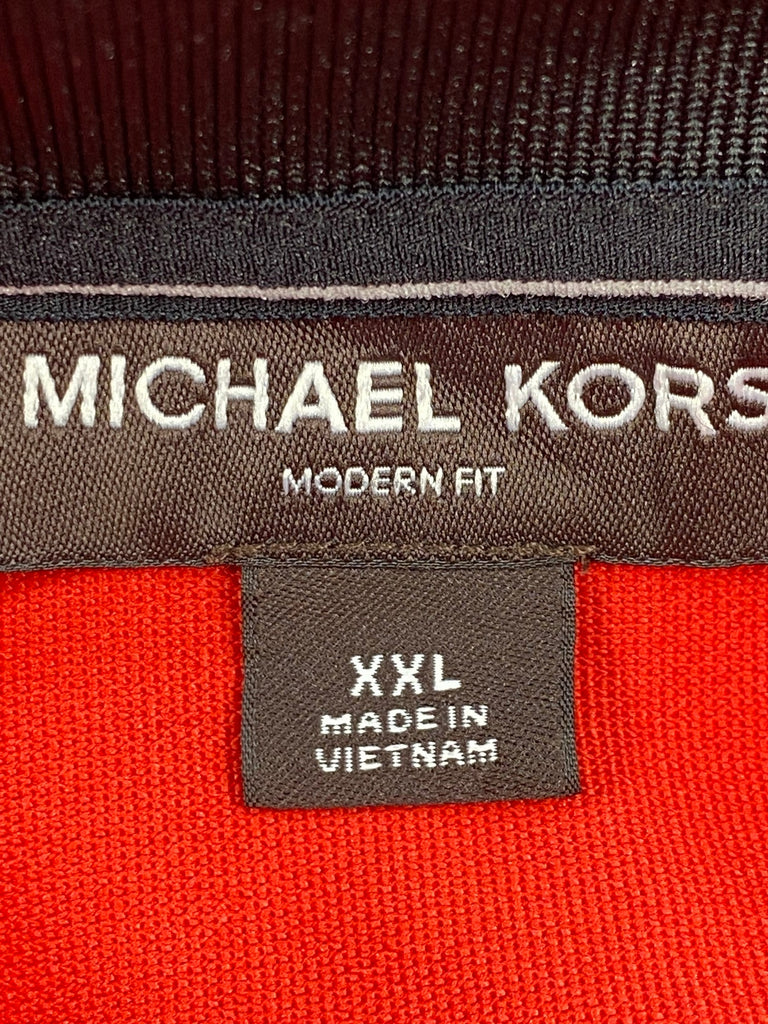 MICHAEL KORS
MODERN FIT
XXL
MADE IN
VIETNAM